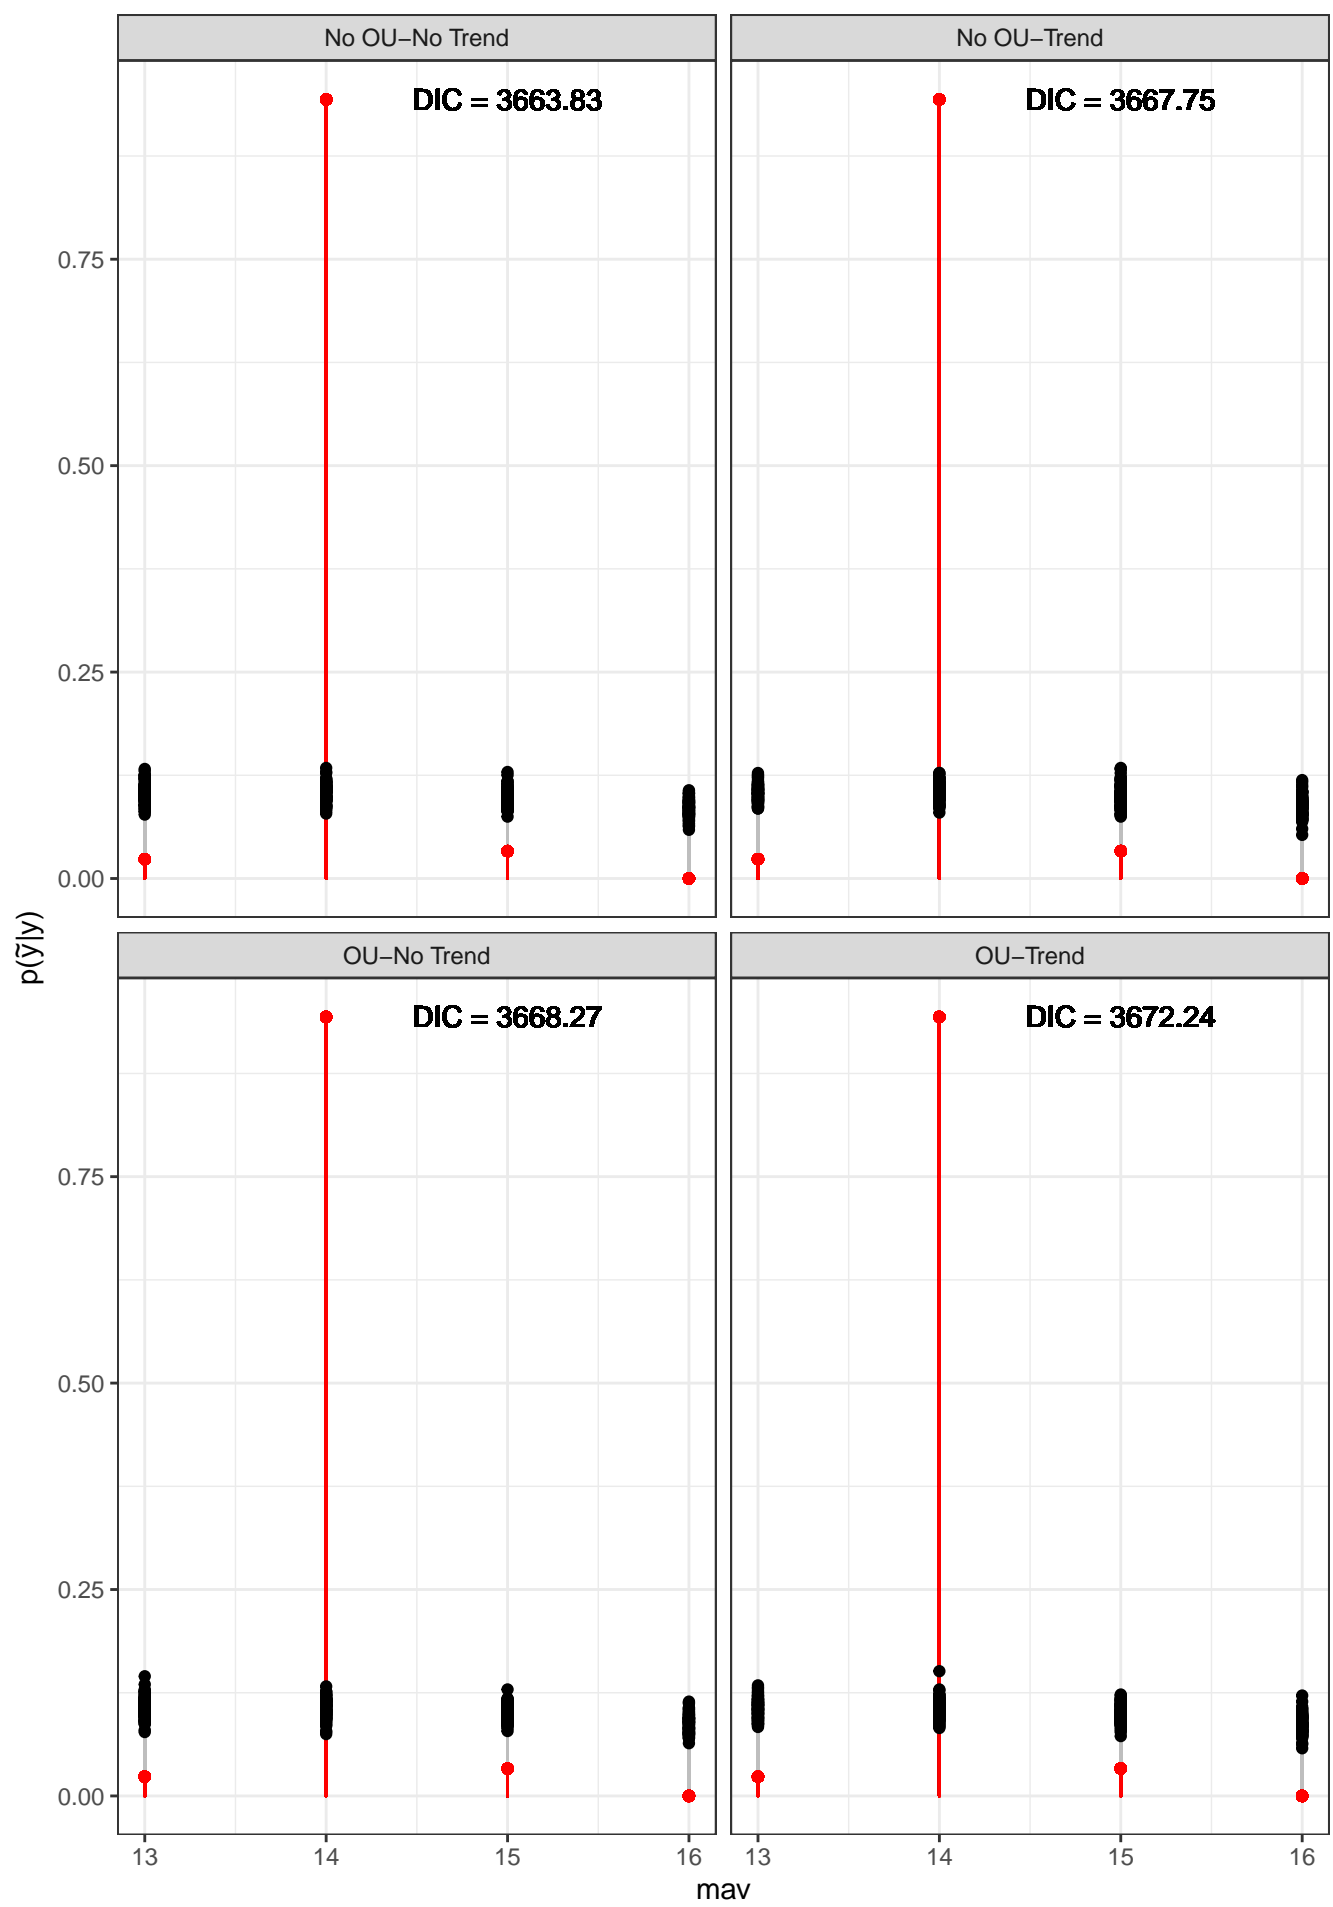 No OU–No Trend
No OU–Trend
DIC = 3663.83
DIC = 3667.75
0.75
0.50
0.25
0.00
p(ỹ|y)
OU–No Trend
OU–Trend
DIC = 3668.27
DIC = 3672.24
0.75
0.50
0.25
0.00
13 14 15 16 13 14 15 16
mav